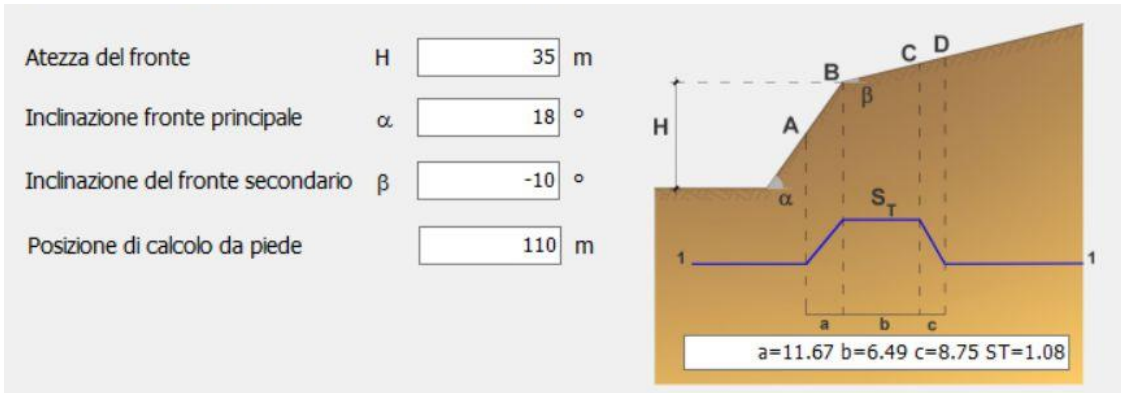 Atezza del fronte H 35 m
Inclinazione fronte principale α 18 °
Inclinazione del fronte secondario β -10 °
Posizione di calcolo da piede 110 m
D
C
B
β
H
A
α
S_T
1 1
a b c
a=11.67 b=6.49 c=8.75 ST=1.08